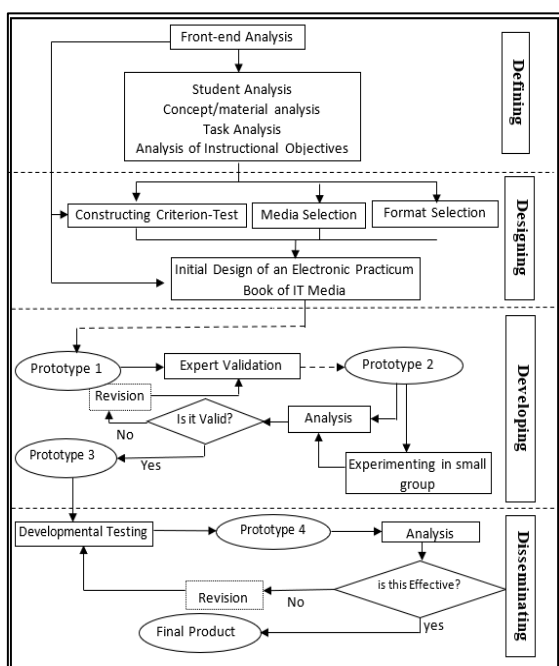 Front-end Analysis
Student Analysis
Concept/material analysis
Task Analysis
Analysis of Instructional Objectives
Defining
Constructing Criterion-Test
Media Selection
Format Selection
Initial Design of an Electronic Practicum
Book of IT Media
Designing
Prototype 1
Expert Validation
Prototype 2
Revision
Is it Valid?
Analysis
No
Yes
Prototype 3
Experimenting in small
group
Developing
Developmental Testing
Prototype 4
Analysis
is this Effective?
Revision
No
yes
Final Product
Disseminating